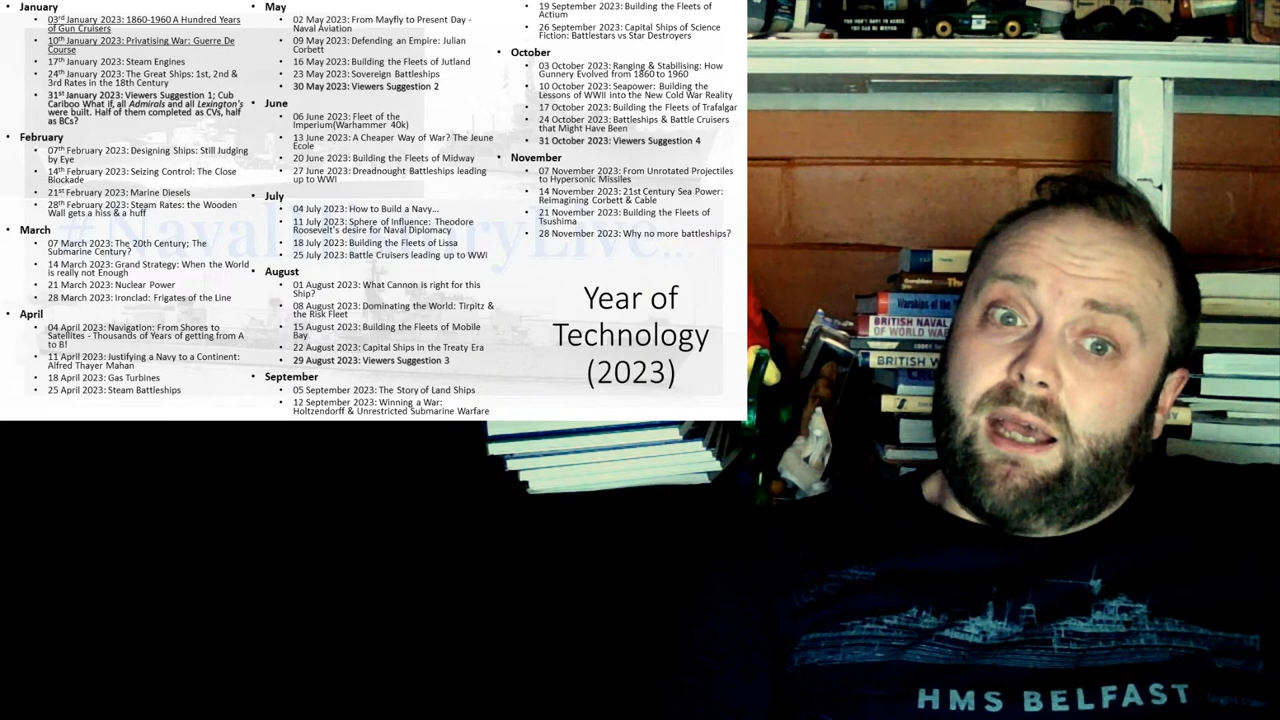 January
03rd January 2023: 1860-1960 A Hundred Years
of Gun Cruisers
10th January 2023: Privatising War: Guerre De
Course
17th January 2023: Steam Engines
24th January 2023: The Great Ships: 1st, 2nd &
3rd Rates in the 18th Century
31st January 2023: Viewers Suggestion 1; Cub
Cariboo What if, all Admirals and all Lexington's
were built. Half of them completed as CVs, half
as BCs?
February
07th February 2023: Designing Ships: Still Judging
by Eye
14th February 2023: Seizing Control: The Close
Blockade
21st February 2023: Marine Diesels
28th February 2023: Steam Rates: the Wooden
Wall gets a hiss & a huff
March
07 March 2023: The 20th Century; The
Submarine Century?
14 March 2023: Grand Strategy: When the World
is really not Enough
21 March 2023: Nuclear Power
28 March 2023: Ironclad: Frigates of the Line
April
04 April 2023: Navigation: From Shores to
Satellites - Thousands of Years of getting from A
to B!
11 April 2023: Justifying a Navy to a Continent:
Alfred Thayer Mahan
18 April 2023: Gas Turbines
25 April 2023: Steam Battleships
May
02 May 2023: From Mayfly to Present Day -
Naval Aviation
09 May 2023: Defending an Empire: Julian
Corbett
16 May 2023: Building the Fleets of Jutland
23 May 2023: Sovereign Battleships
30 May 2023: Viewers Suggestion 2
June
06 June 2023: Fleet of the
Imperium(Warhammer 40k)
13 June 2023: A Cheaper Way of War? The Jeune
Ecole
20 June 2023: Building the Fleets of Midway
27 June 2023: Dreadnought Battleships leading
up to WWI
July
04 July 2023: How to Build a Navy...
11 July 2023: Sphere of Influence: Theodore
Roosevelt's desire for Naval Diplomacy
18 July 2023: Building the Fleets of Lissa
25 July 2023: Battle Cruisers leading up to WWI
August
01 August 2023: What Cannon is right for this
Ship?
08 August 2023: Dominating the World: Tirpitz &
the Risk Fleet
15 August 2023: Building the Fleets of Mobile
Bay
22 August 2023: Capital Ships in the Treaty Era
29 August 2023: Viewers Suggestion 3
September
05 September 2023: The Story of Land Ships
12 September 2023: Winning a War:
Holtzendorff & Unrestricted Submarine Warfare
19 September 2023: Building the Fleets of
Actium
26 September 2023: Capital Ships of Science
Fiction: Battlestars vs Star Destroyers
October
03 October 2023: Ranging & Stabilising: How
Gunnery Evolved from 1860 to 1960
10 October 2023: Seapower: Building the
Lessons of WWII into the New Cold War Reality
17 October 2023: Building the Fleets of Trafalgar
24 October 2023: Battleships & Battle Cruisers
that Might Have Been
31 October 2023: Viewers Suggestion 4
November
07 November 2023: From Unrotated Projectiles
to Hypersonic Missiles
14 November 2023: 21st Century Sea Power:
Reimagining Corbett & Cable
21 November 2023: Building the Fleets of
Tsushima
28 November 2023: Why no more battleships?
Year of
Technology
(2023)
Warships of the
BRITISH NAVAL
OF WORLD WAR
BRITISH W
HMS BELFAST